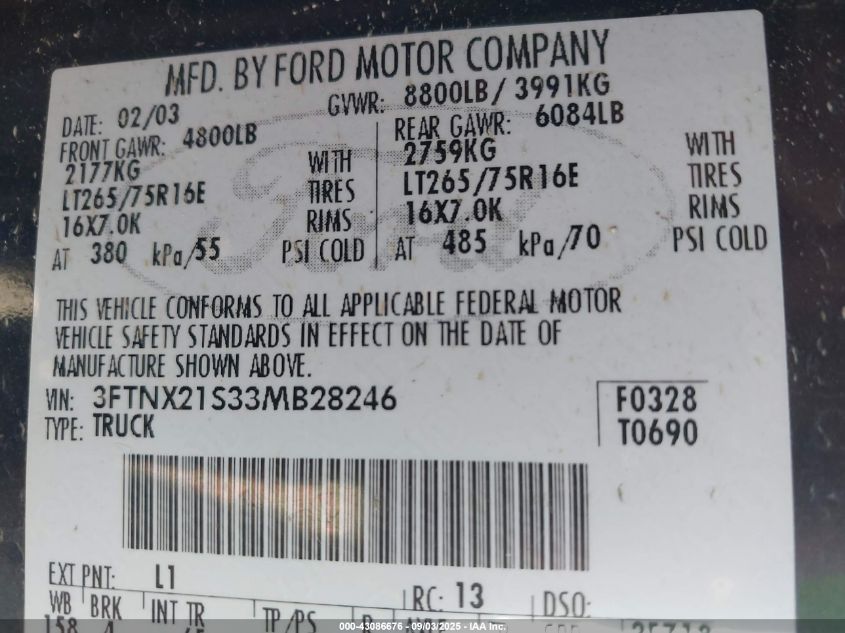 MFD. BY FORD MOTOR COMPANY
DATE: 02/03 GVWR: 8800LB/ 3991KG
FRONT GAWR: 4800LB REAR GAWR: 6084LB
2177KG WITH 2759KG WITH
LT265/75R16E TIRES LT265/75R16E TIRES
16X7.0K RIMS 16X7.0K RIMS
AT 380 kPa/55 PSI COLD AT 485 kPa/70 PSI COLD
THIS VEHICLE CONFORMS TO ALL APPLICABLE FEDERAL MOTOR
VEHICLE SAFETY STANDARDS IN EFFECT ON THE DATE OF
MANUFACTURE SHOWN ABOVE.
VIN: 3FTNX21S33MB28246 F0328
TYPE: TRUCK T0690
EXT PNT: L1 RC: 13 DSO:
WB BRK INT TR TP/PS
158
000-43086676 - 09/03/2025 - IAA Inc.